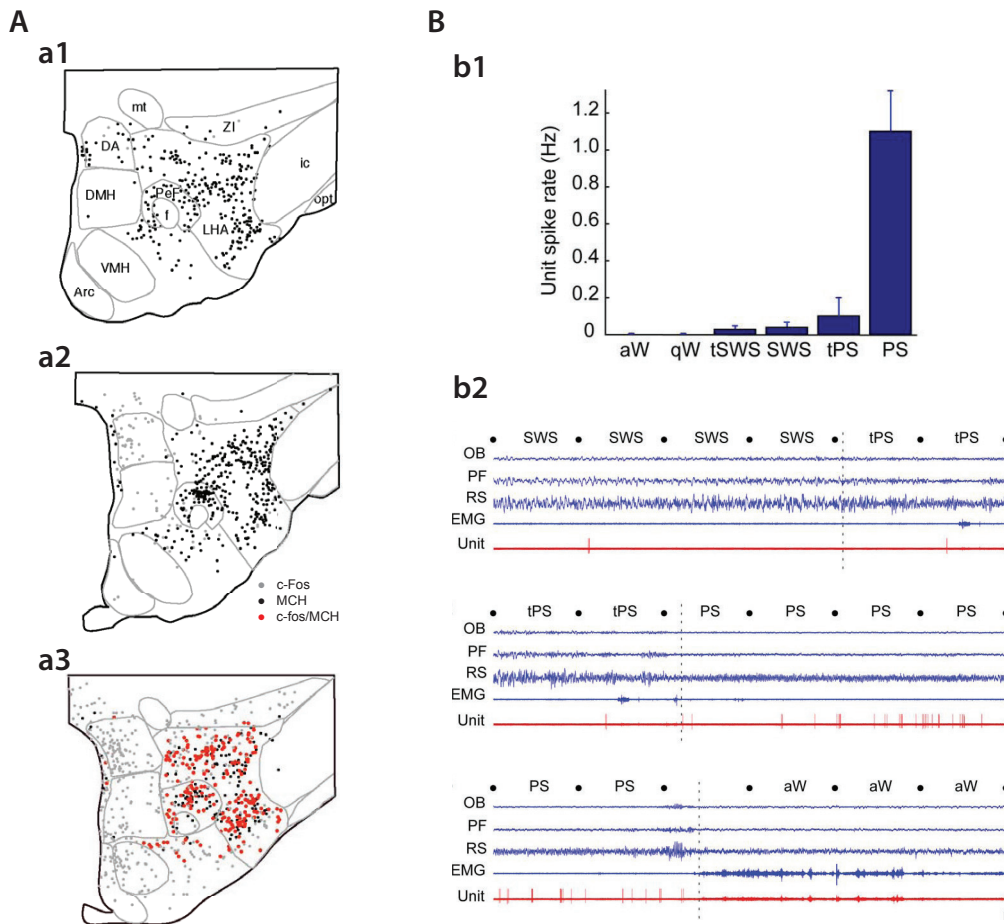 A
a1
mt
ZI
DA
ic
DMH
PeF
f
opt
LHA
VMH
Arc
a2
c-Fos
MCH
c-fos/MCH
a3
B
b1
Unit spike rate (Hz)
1.2
1.0
0.8
0.6
0.4
0.2
0
aW qW tSWS SWS tPS PS
b2
SWS SWS SWS SWS tPS tPS
OB
PF
RS
EMG
Unit
tPS tPS PS PS PS PS
OB
PF
RS
EMG
Unit
PS PS aW aW aW
OB
PF
RS
EMG
Unit